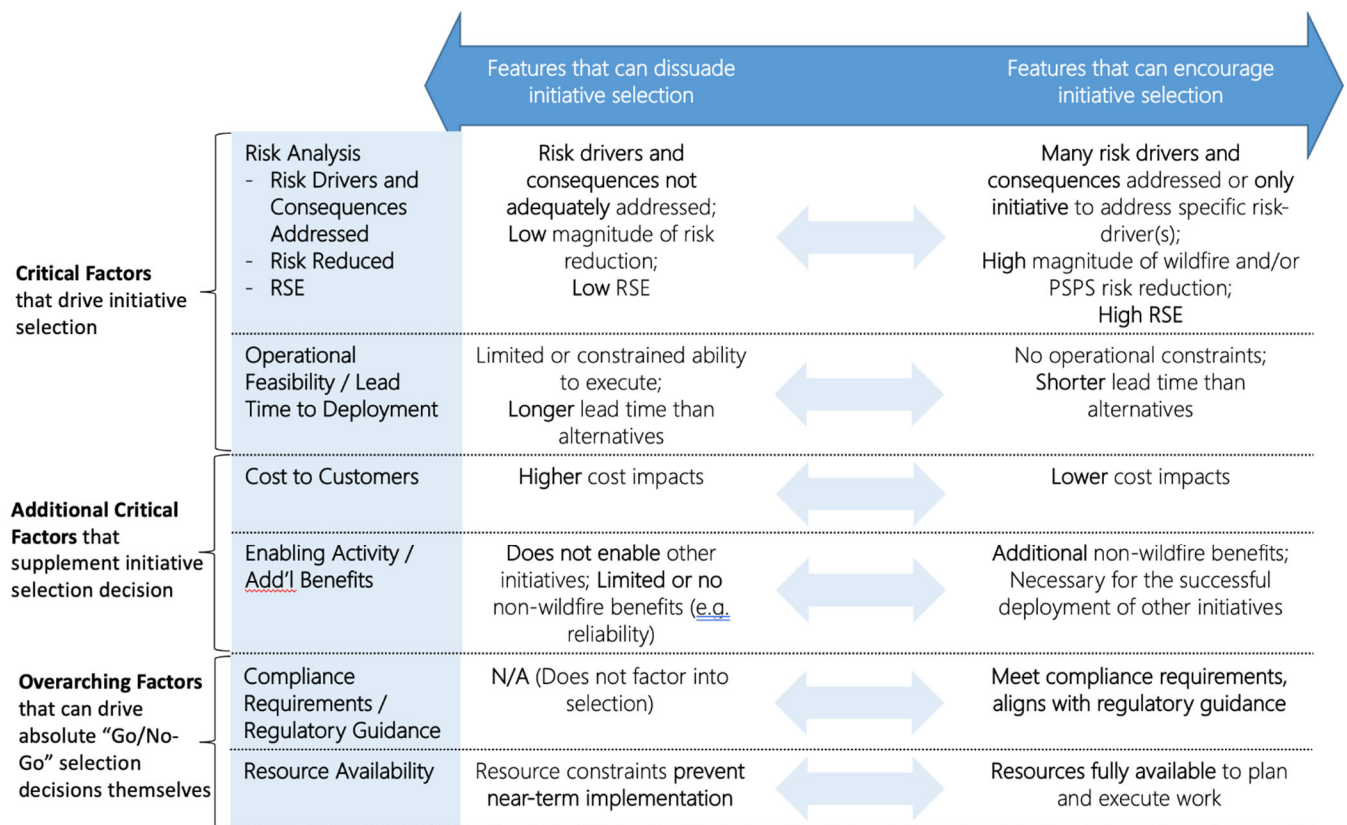 Features that can dissuade
initiative selection
Features that can encourage
initiative selection
Critical Factors
that drive initiative
selection
Risk Analysis
- Risk Drivers and
Consequences
Addressed
- Risk Reduced
- RSE
Risk drivers and
consequences not
adequately addressed;
Low magnitude of risk
reduction;
Low RSE
Many risk drivers and
consequences addressed or only
initiative to address specific risk-
driver(s);
High magnitude of wildfire and/or
PSPS risk reduction;
High RSE
Operational
Feasibility / Lead
Time to Deployment
Limited or constrained ability
to execute;
Longer lead time than
alternatives
No operational constraints;
Shorter lead time than
alternatives
Additional Critical
Factors that
supplement initiative
selection decision
Cost to Customers
Higher cost impacts
Lower cost impacts
Enabling Activity /
Add'l Benefits
Does not enable other
initiatives; Limited or no
non-wildfire benefits (e.g.
reliability)
Additional non-wildfire benefits;
Necessary for the successful
deployment of other initiatives
Overarching Factors
that can drive
absolute “Go/No-
Go” selection
decisions themselves
Compliance
Requirements /
Regulatory Guidance
N/A (Does not factor into
selection)
Meet compliance requirements,
aligns with regulatory guidance
Resource Availability
Resource constraints prevent
near-term implementation
Resources fully available to plan
and execute work